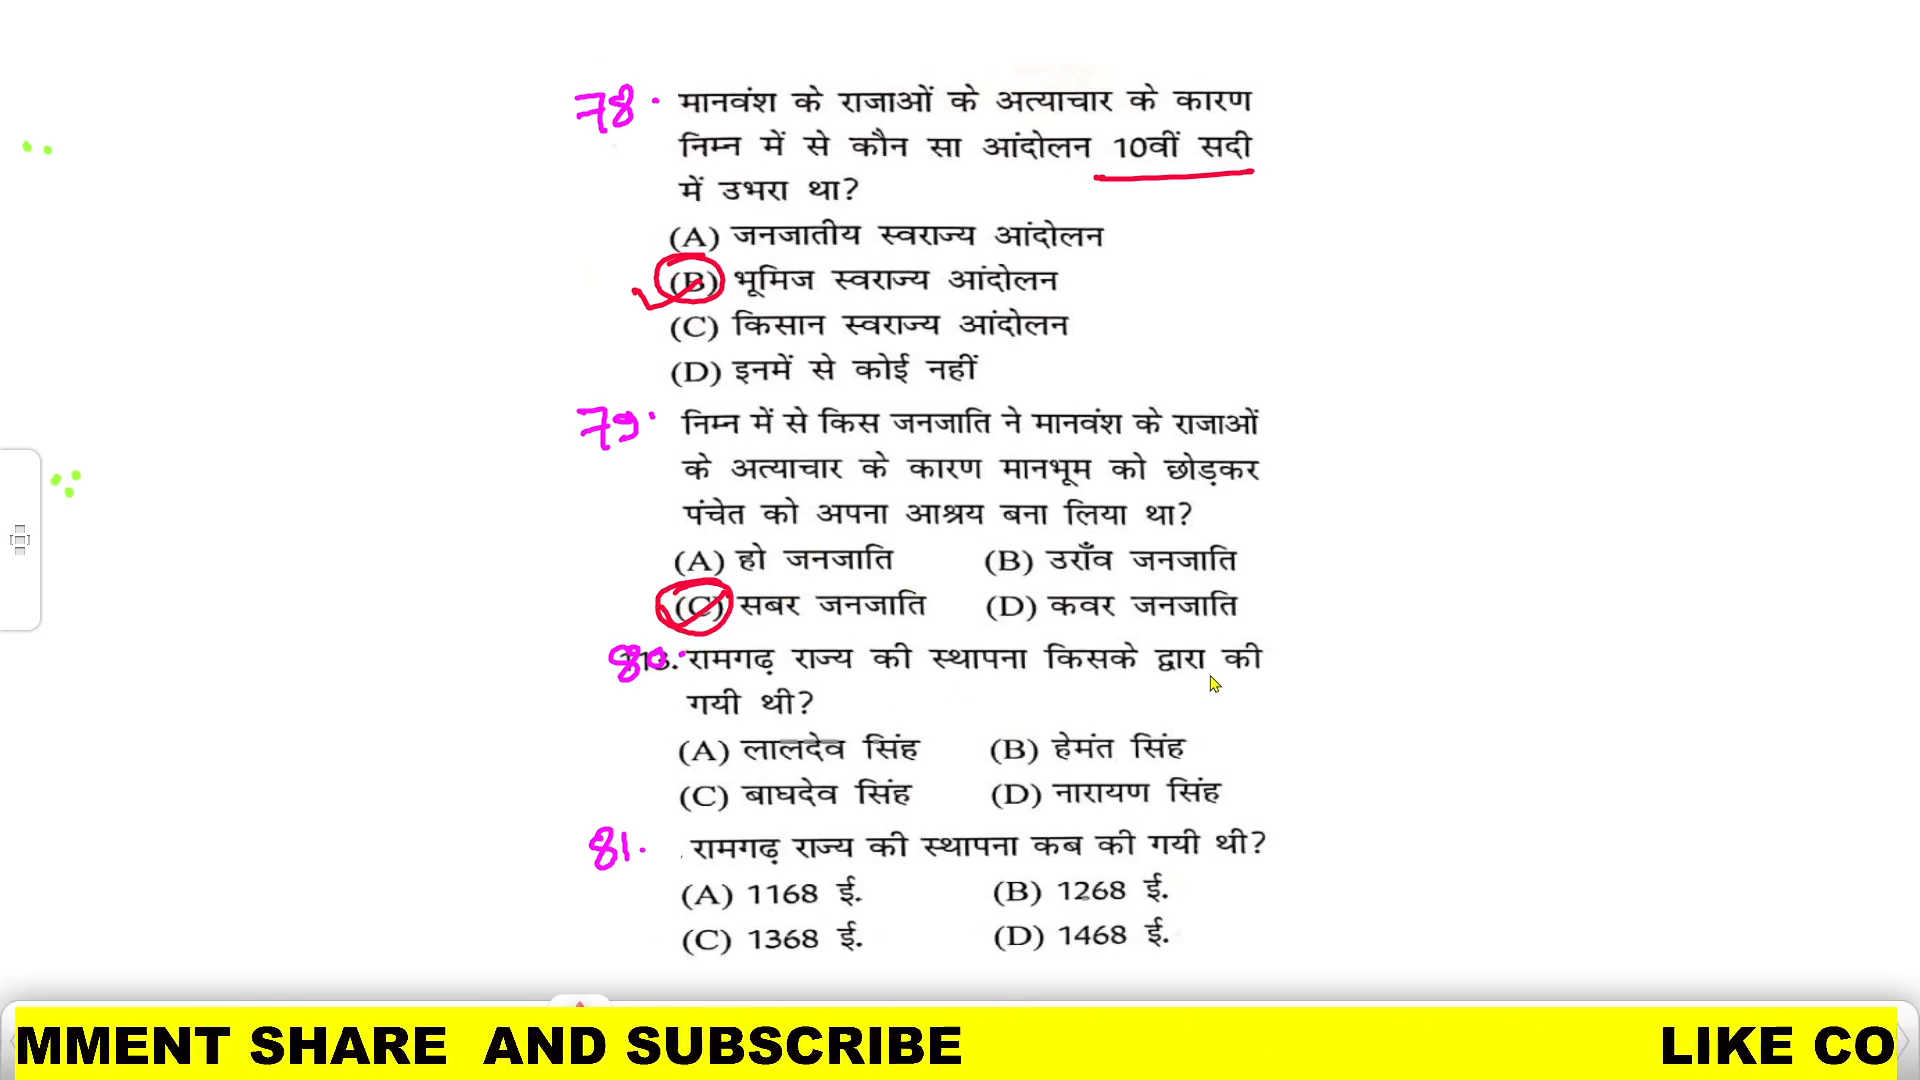 78. मानवंश के राजाओं के अत्याचार के कारण
निम्न में से कौन सा आंदोलन 10वीं सदी
में उभरा था?
(A) जनजातीय स्वराज्य आंदोलन
(B) भूमिज स्वराज्य आंदोलन
(C) किसान स्वराज्य आंदोलन
(D) इनमें से कोई नहीं
79. निम्न में से किस जनजाति ने मानवंश के राजाओं
के अत्याचार के कारण मानभूम को छोड़कर
पंचेत को अपना आश्रय बना लिया था?
(A) हो जनजाति (B) उराँव जनजाति
(C) सबर जनजाति (D) कवर जनजाति
80. रामगढ़ राज्य की स्थापना किसके द्वारा की
गयी थी?
(A) लालदेव सिंह (B) हेमंत सिंह
(C) बाघदेव सिंह (D) नारायण सिंह
81. रामगढ़ राज्य की स्थापना कब की गयी थी?
(A) 1168 ई. (B) 1268 ई.
(C) 1368 ई. (D) 1468 ई.
MMENT SHARE AND SUBSCRIBE LIKE CO